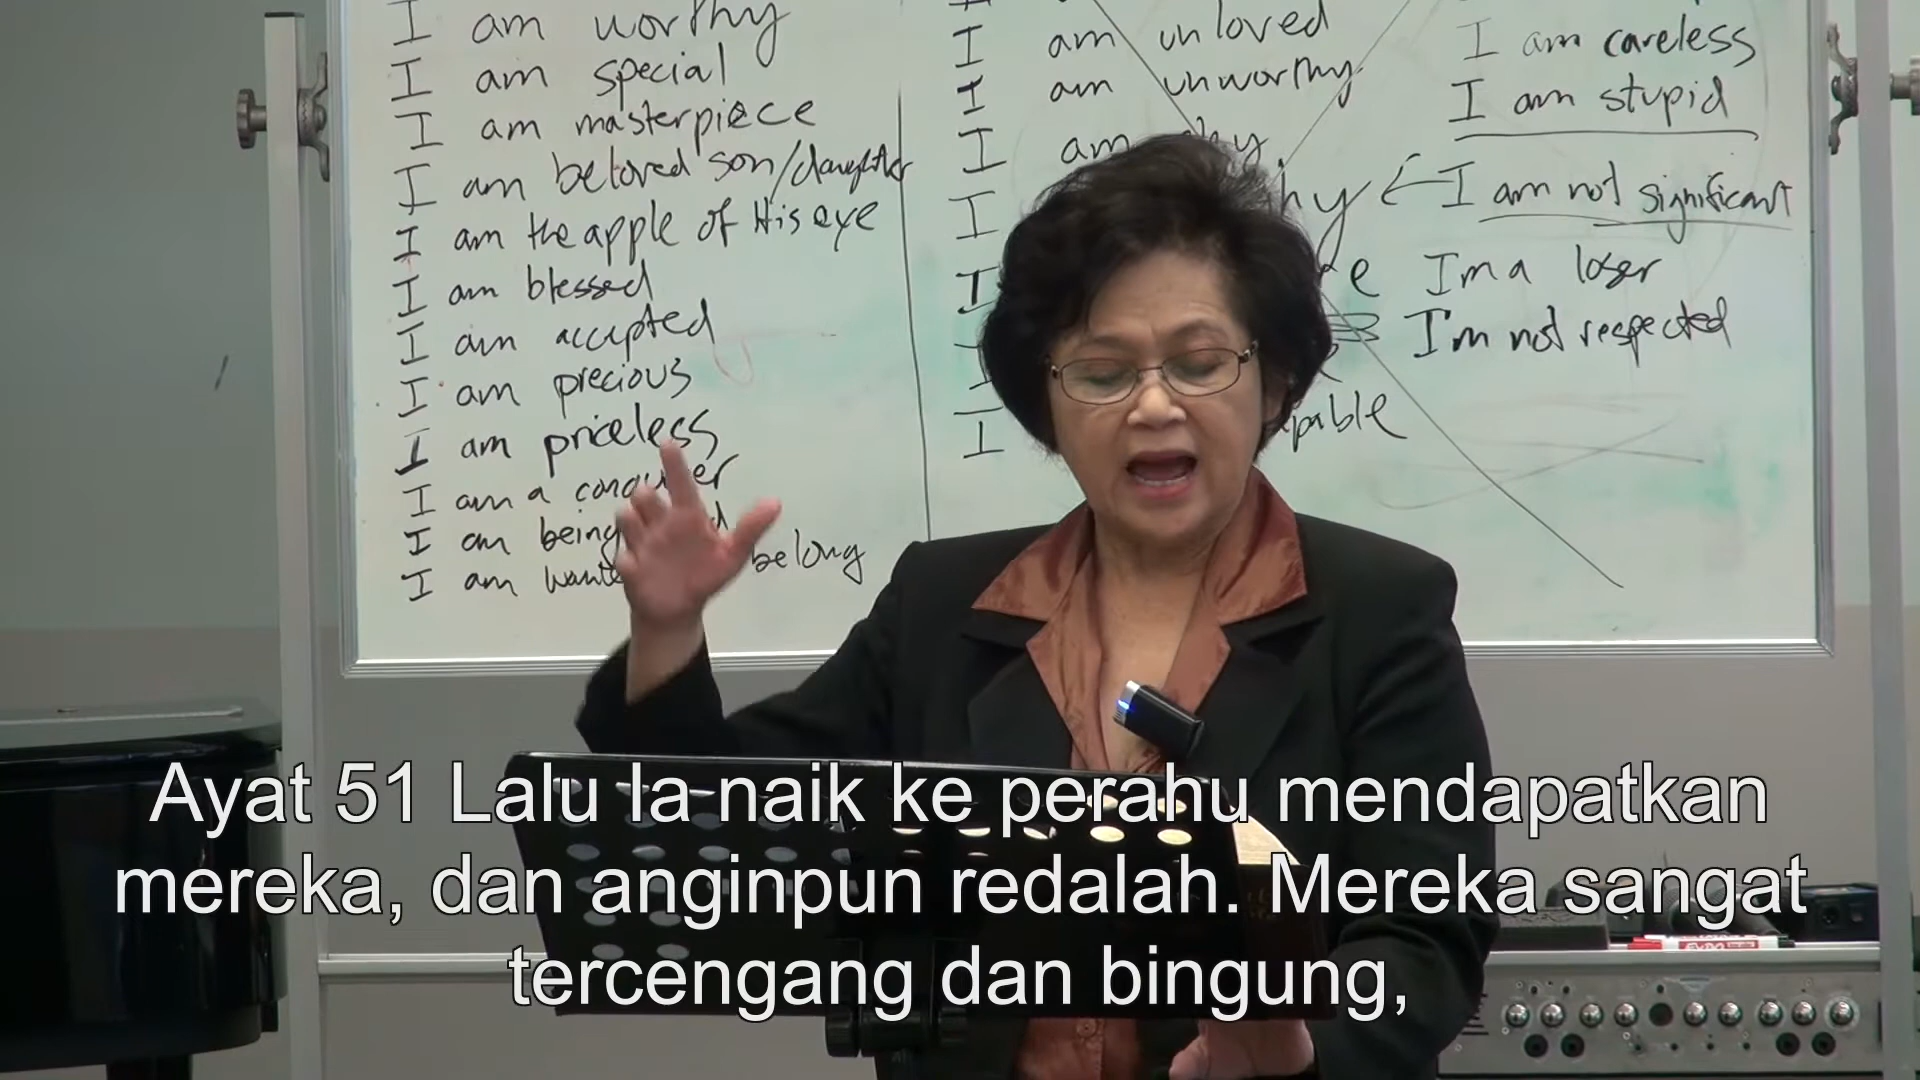 I am worthy
I am special
I am masterpiece
I am beloved son/daughter
I am the apple of His eye
I am blessed
I am accepted
I am precious
I am priceless
I am a
I am being
I am belong
I am unloved
I am unworthy
I am
I
I
I
I
I am careless
I am stupid
I am not significant
I'm a loser
I'm not respected
Ayat 51 Lalu Ia naik ke perahu mendapatkan
mereka, dan anginpun redalah. Mereka sangat
tercengang dan bingung,
EXPO